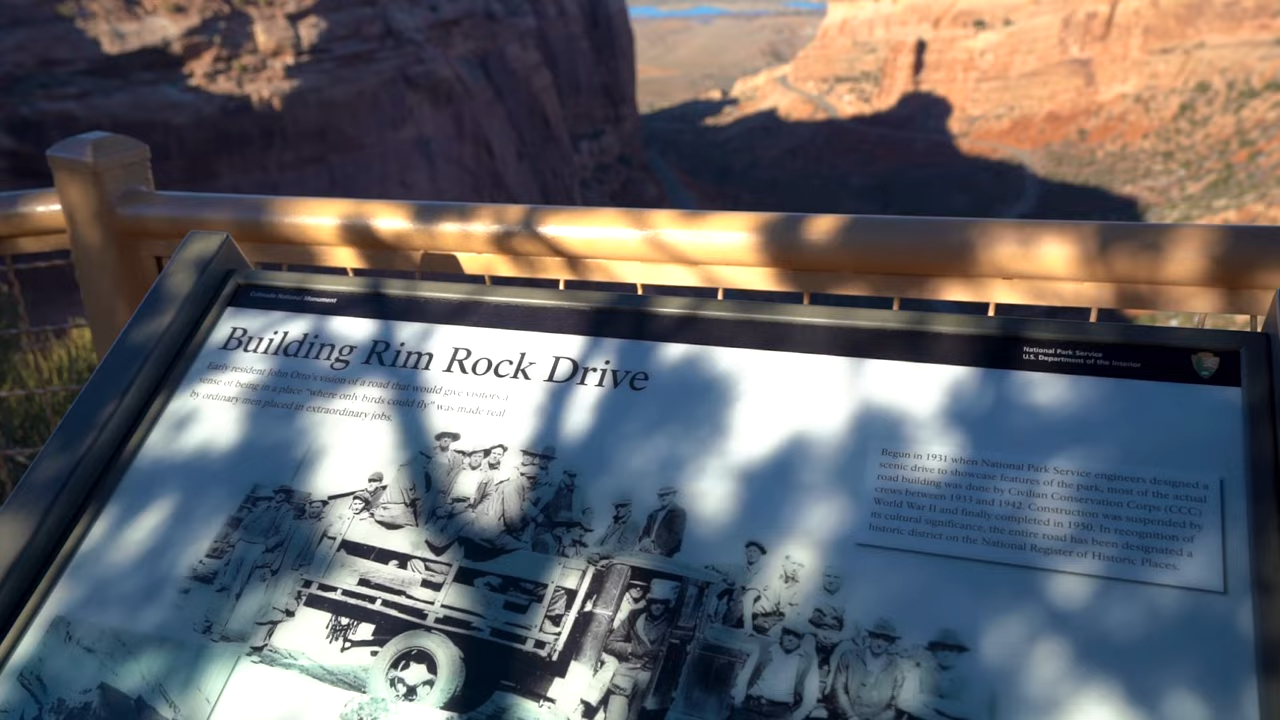 Colorado National Monument
National Park Service
U.S. Department of the Interior
Building Rim Rock Drive
Early resident John Otto's vision of a road that would give visitors a
sense of being in a place "where only birds could fly" was made real
by ordinary men placed in extraordinary jobs.
Begun in 1931 when National Park Service engineers designed a
scenic drive to showcase features of the park, most of the actual
road building was done by Civilian Conservation Corps (CCC)
crews between 1933 and 1942. Construction was suspended by
World War II and finally completed in 1950. In recognition of
its cultural significance, the entire road has been designated a
historic district on the National Register of Historic Places.